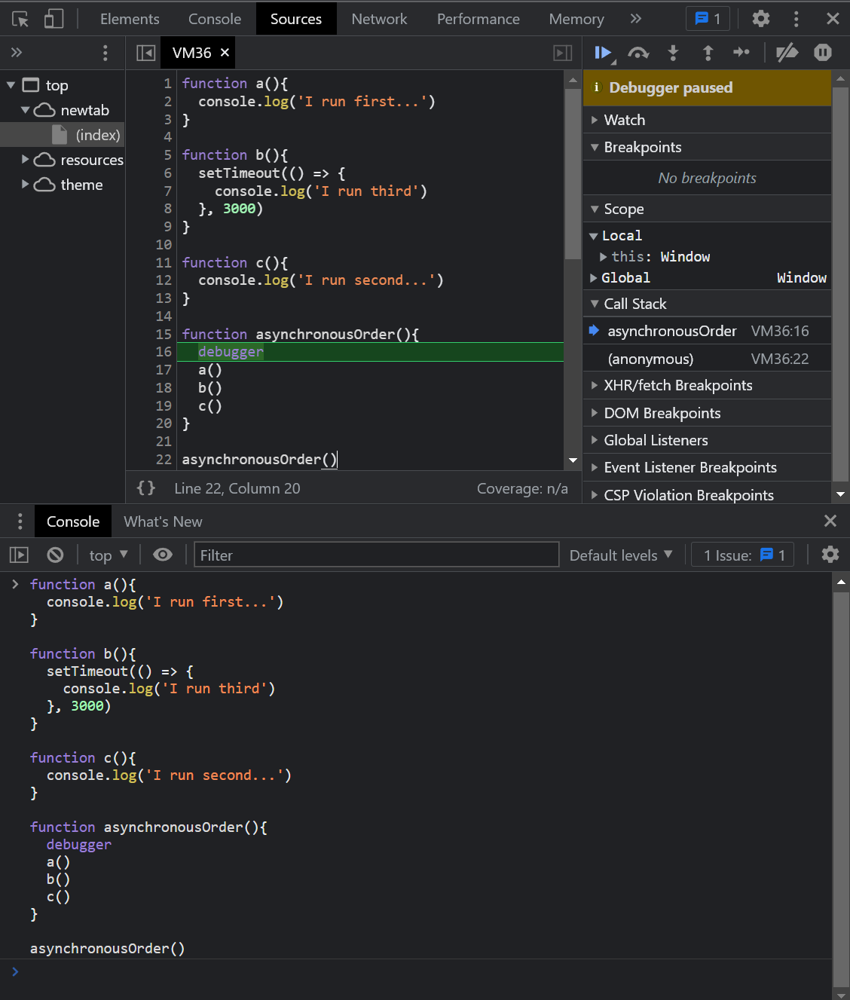 Elements Console Sources Network Performance Memory 1
VM36
top
newtab
(index)
resources
theme
1 function a(){
2   console.log('I run first...')
3 }
4
5 function b(){
6   setTimeout(() => {
7     console.log('I run third')
8   }, 3000)
9 }
10
11 function c(){
12   console.log('I run second...')
13 }
14
15 function asynchronousOrder(){
16   debugger
17   a()
18   b()
19   c()
20 }
21
22 asynchronousOrder()
{} Line 22, Column 20 Coverage: n/a
Debugger paused
Watch
Breakpoints
No breakpoints
Scope
Local
this: Window
Global Window
Call Stack
asynchronousOrder VM36:16
(anonymous) VM36:22
XHR/fetch Breakpoints
DOM Breakpoints
Global Listeners
Event Listener Breakpoints
CSP Violation Breakpoints
Console What's New
top Filter Default levels 1 Issue: 1
> function a(){
  console.log('I run first...')
}
function b(){
  setTimeout(() => {
    console.log('I run third')
  }, 3000)
}
function c(){
  console.log('I run second...')
}
function asynchronousOrder(){
  debugger
  a()
  b()
  c()
}
asynchronousOrder()
>